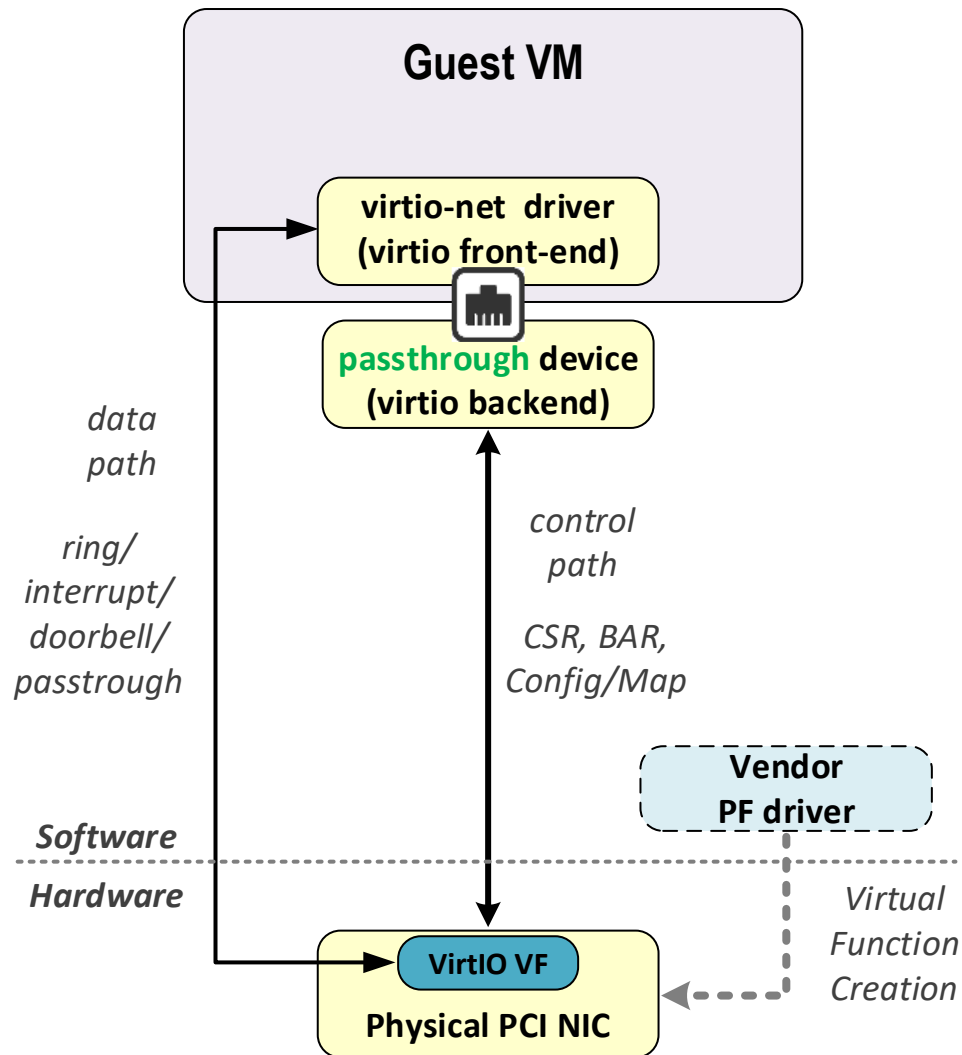 Guest VM
virtio-net driver
(virtio front-end)
passthrough device
(virtio backend)
data
path
ring/
interrupt/
doorbell/
passtrough
control
path
CSR, BAR,
Config/Map
Vendor
PF driver
Software
Hardware
Virtual
Function
Creation
VirtIO VF
Physical PCI NIC